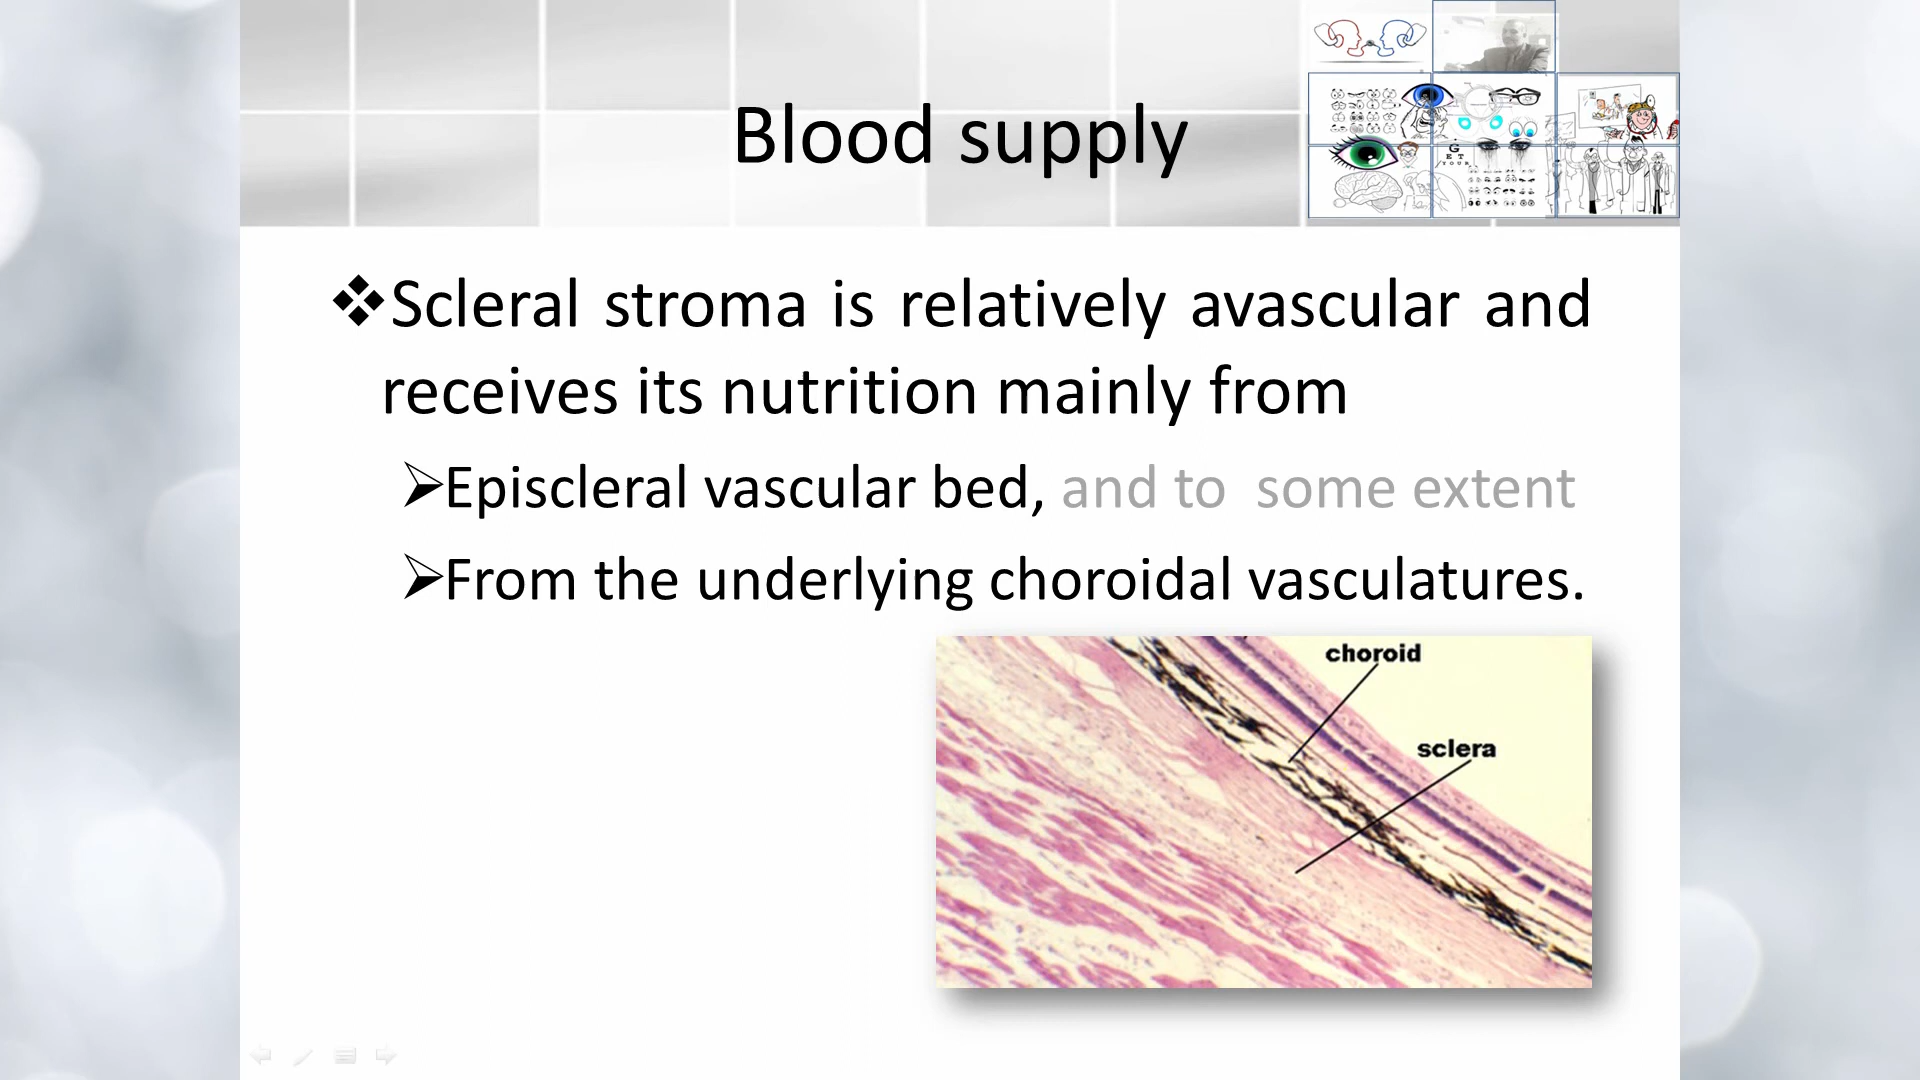 Blood supply
G
E T
Y O U R
❖Scleral stroma is relatively avascular and
receives its nutrition mainly from
➢Episcleral vascular bed, and to some extent
➢From the underlying choroidal vasculatures.
choroid
sclera